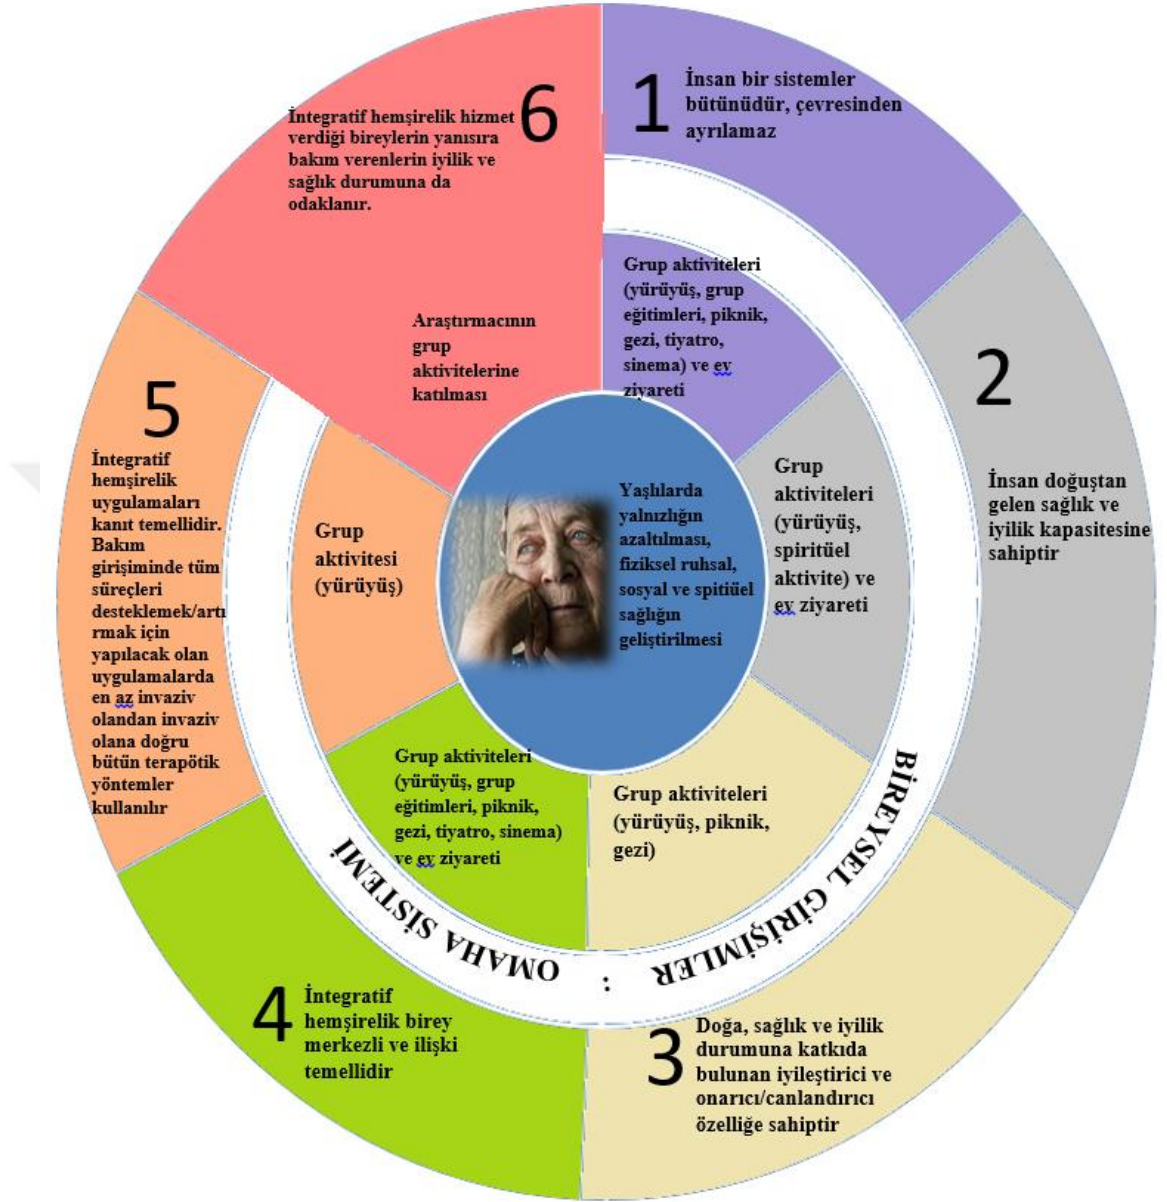 1
İnsan bir sistemler
bütünüdür, çevresinden
ayrılamaz
Grup aktiviteleri
(yürüyüş, grup
eğitimleri, piknik,
gezi, tiyatro,
sinema) ve ev
ziyareti
2
İnsan doğuştan
gelen sağlık ve
iyilik kapasitesine
sahiptir
Grup
aktiviteleri
(yürüyüş,
spiritüel
aktivite) ve
ev ziyareti
3
Doğa, sağlık ve iyilik
durumuna katkıda
bulunan iyileştirici ve
onarıcı/canlandırıcı
özelliğe sahiptir
Grup aktiviteleri
(yürüyüş, piknik,
gezi)
4
İntegratif
hemşirelik birey
merkezli ve ilişki
temellidir
Grup aktiviteleri
(yürüyüş, grup
eğitimleri, piknik,
gezi, tiyatro, sinema)
ve ev ziyareti
5
İntegratif
hemşirelik
uygulamaları
kanıt temellidir.
Bakım
girişiminde tüm
süreçleri
desteklemek/artı
rmak için
yapılacak olan
uygulamalarda
en az invaziv
olandan invaziv
olana doğru
bütün terapötik
yöntemler
kullanılır
Grup
aktivitesi
(yürüyüş)
6
İntegratif hemşirelik hizmet
verdiği bireylerin yanısıra
bakım verenlerin iyilik ve
sağlık durumuna da
odaklanır.
Araştırmacının
grup
aktivitelerine
katılması
Yaşlılarda
yalnızlığın
azaltılması,
fiziksel ruhsal,
sosyal ve spitiüel
sağlığın
geliştirilmesi
BİREYSEL GİRİŞİMLER : OMAHA SİSTEMİ